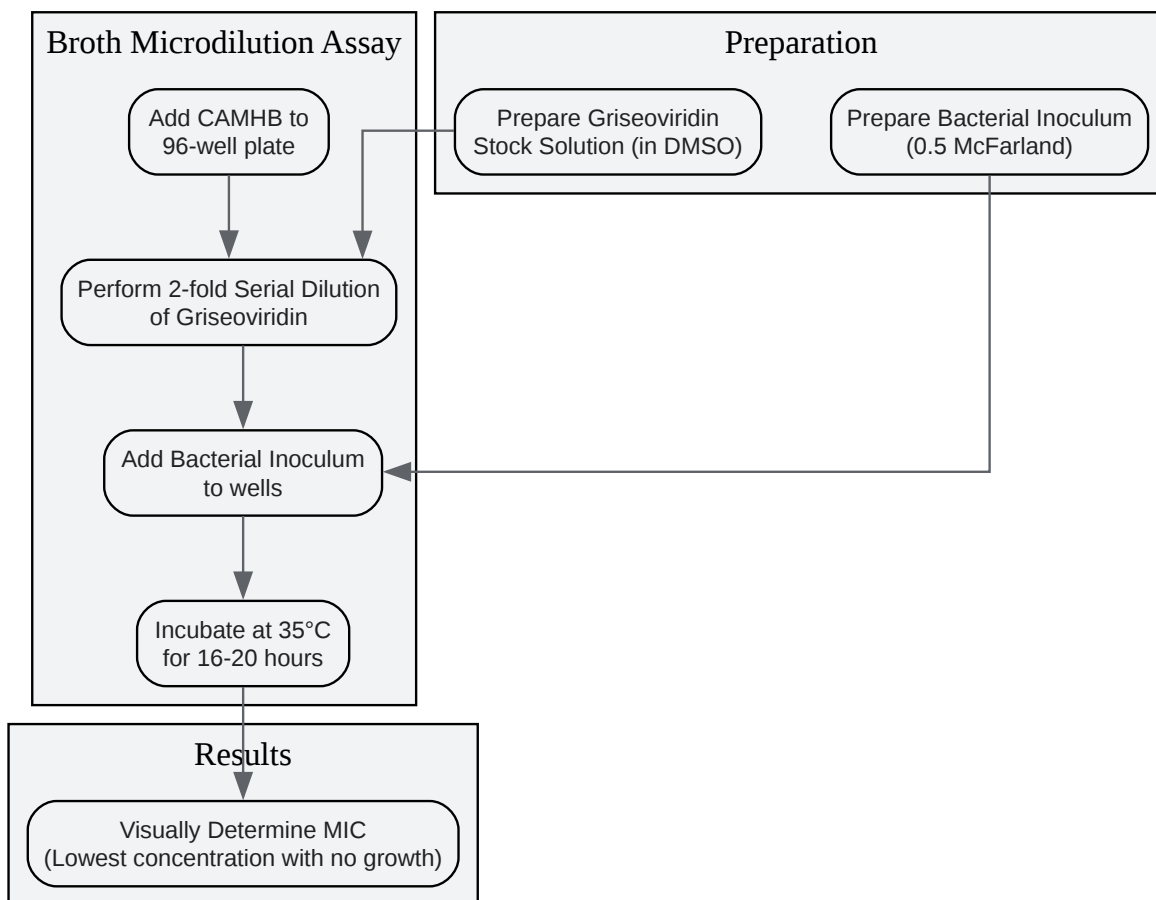 Broth Microdilution Assay
Preparation
Add CAMHB to
96-well plate
Prepare Griseoviridin
Stock Solution (in DMSO)
Prepare Bacterial Inoculum
(0.5 McFarland)
Perform 2-fold Serial Dilution
of Griseoviridin
Add Bacterial Inoculum
to wells
Incubate at 35°C
for 16-20 hours
Results
Visually Determine MIC
(Lowest concentration with no growth)